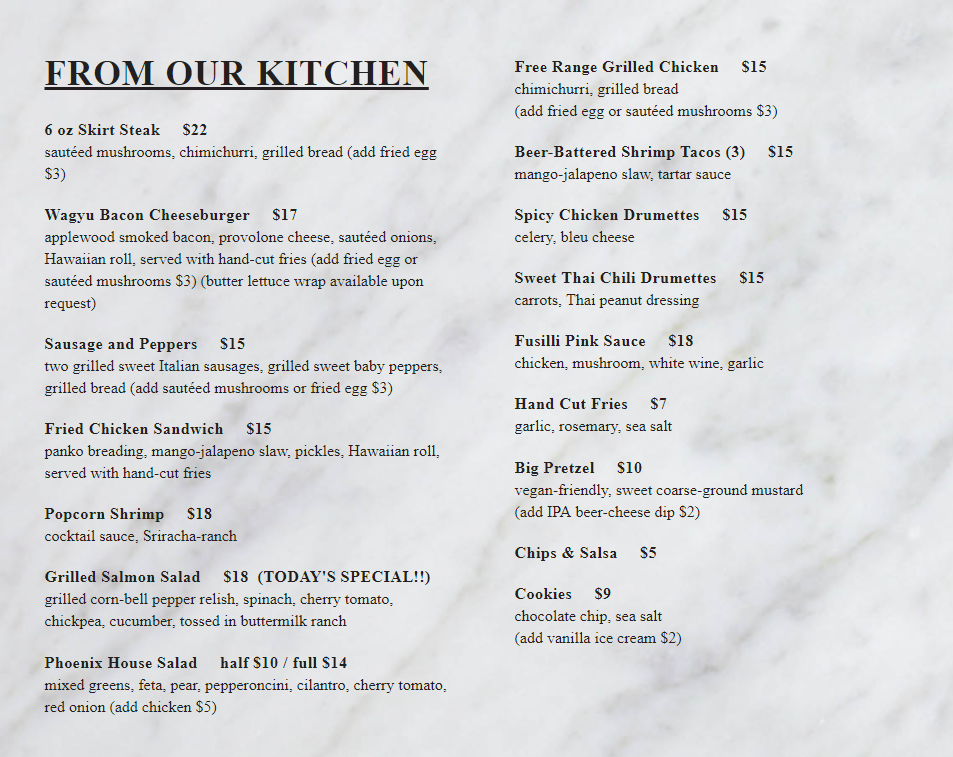 FROM OUR KITCHEN
6 oz Skirt Steak $22
sautéed mushrooms, chimichurri, grilled bread (add fried egg
$3)
Wagyu Bacon Cheeseburger $17
applewood smoked bacon, provolone cheese, sautéed onions,
Hawaiian roll, served with hand-cut fries (add fried egg or
sautéed mushrooms $3) (butter lettuce wrap available upon
request)
Sausage and Peppers $15
two grilled sweet Italian sausages, grilled sweet baby peppers,
grilled bread (add sautéed mushrooms or fried egg $3)
Fried Chicken Sandwich $15
panko breading, mango-jalapeno slaw, pickles, Hawaiian roll,
served with hand-cut fries
Popcorn Shrimp $18
cocktail sauce, Sriracha-ranch
Grilled Salmon Salad $18 (TODAY'S SPECIAL!!)
grilled corn-bell pepper relish, spinach, cherry tomato,
chickpea, cucumber, tossed in buttermilk ranch
Phoenix House Salad half $10 / full $14
mixed greens, feta, pear, pepperoncini, cilantro, cherry tomato,
red onion (add chicken $5)
Free Range Grilled Chicken $15
chimichurri, grilled bread
(add fried egg or sautéed mushrooms $3)
Beer-Battered Shrimp Tacos (3) $15
mango-jalapeno slaw, tartar sauce
Spicy Chicken Drumettes $15
celery, bleu cheese
Sweet Thai Chili Drumettes $15
carrots, Thai peanut dressing
Fusilli Pink Sauce $18
chicken, mushroom, white wine, garlic
Hand Cut Fries $7
garlic, rosemary, sea salt
Big Pretzel $10
vegan-friendly, sweet coarse-ground mustard
(add IPA beer-cheese dip $2)
Chips & Salsa $5
Cookies $9
chocolate chip, sea salt
(add vanilla ice cream $2)